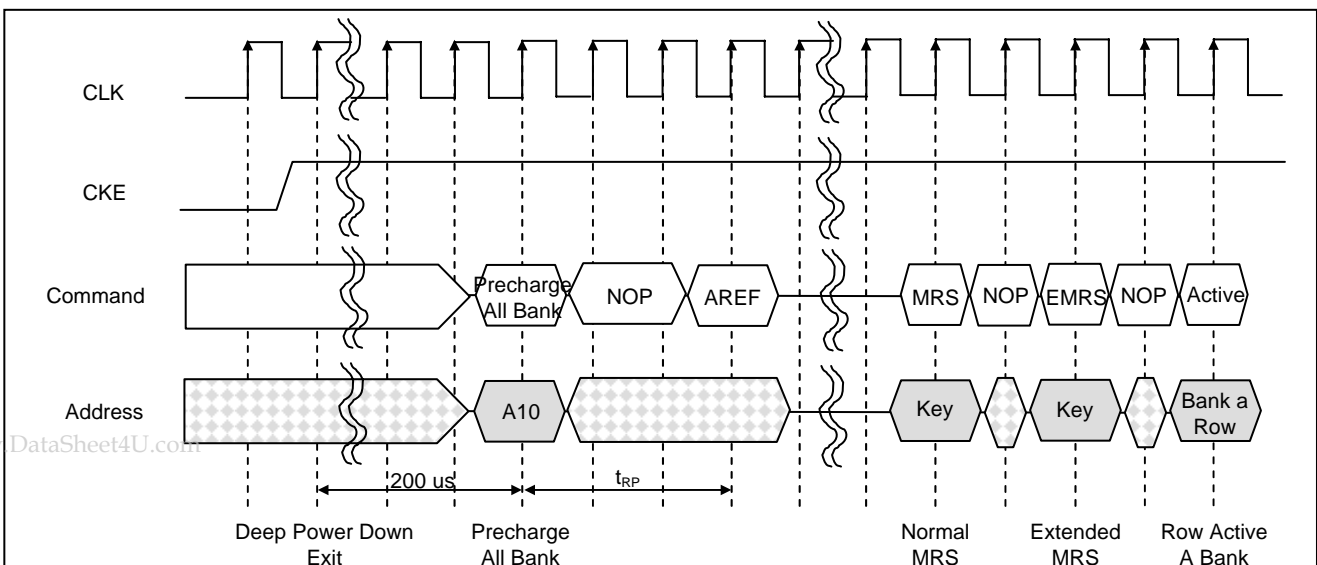 CLK
CKE
Command
Precharge
All Bank
NOP
AREF
MRS
NOP
EMRS
NOP
Active
Address
A10
Key
Key
Bank a
Row
.DataSheet4U.com
200 us
tRP
Deep Power Down
Exit
Precharge
All Bank
Normal
MRS
Extended
MRS
Row Active
A Bank